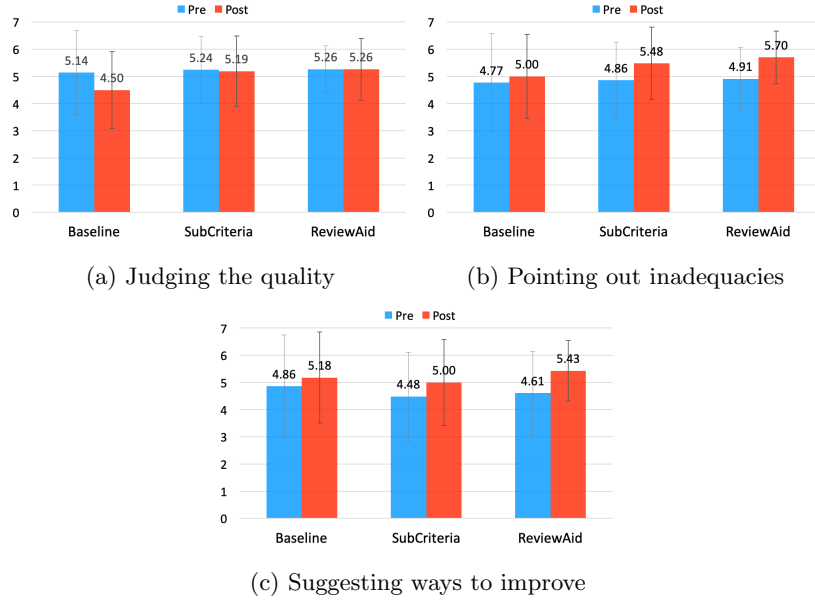 Pre Post
7
6
5
4
3
2
1
0
5.14 4.50 5.24 5.19 5.26 5.26
Baseline SubCriteria ReviewAid
(a) Judging the quality
Pre Post
7
6
5
4
3
2
1
0
4.77 5.00 4.86 5.48 4.91 5.70
Baseline SubCriteria ReviewAid
(b) Pointing out inadequacies
Pre Post
7
6
5
4
3
2
1
0
4.86 5.18 4.48 5.00 4.61 5.43
Baseline SubCriteria ReviewAid
(c) Suggesting ways to improve